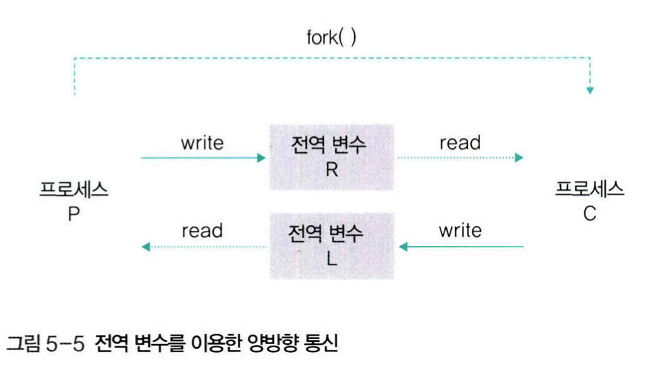 fork( )
write
전역 변수
R
read
프로세스
P
프로세스
C
read
전역 변수
L
write
그림 5-5 전역 변수를 이용한 양방향 통신